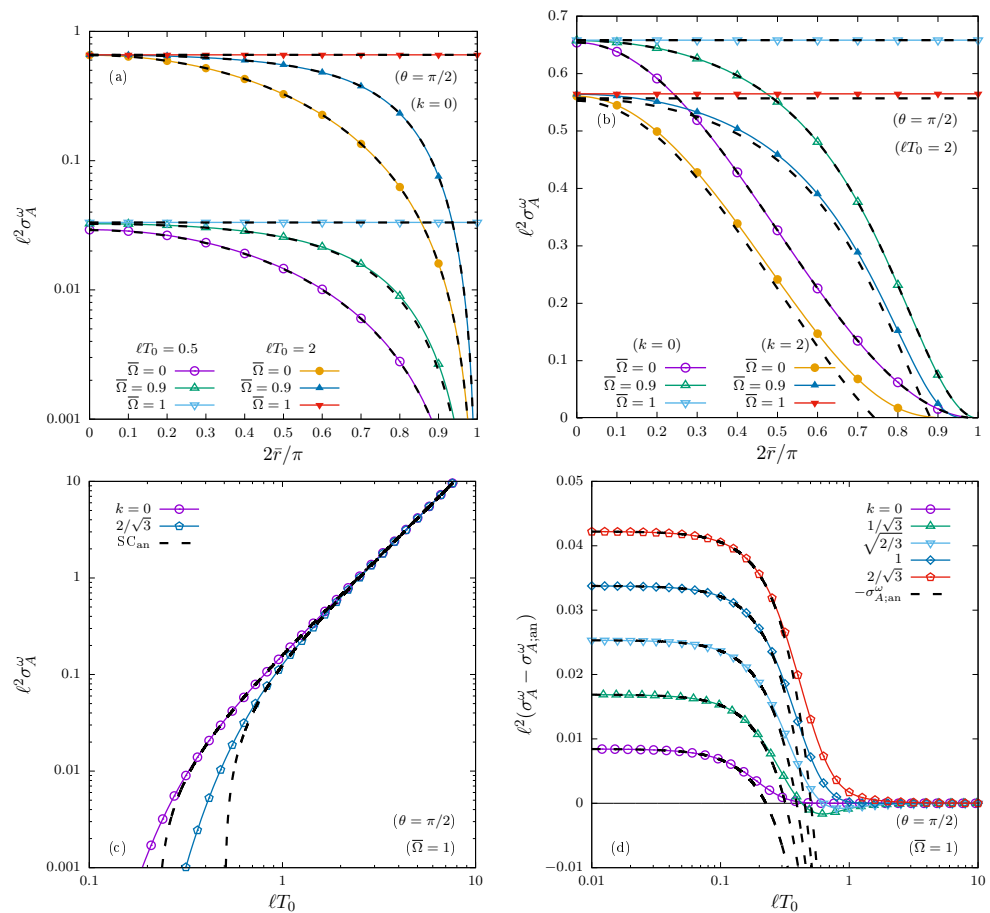 1
0.1
0.01
0.001
0 0.1 0.2 0.3 0.4 0.5 0.6 0.7 0.8 0.9 1
ℓ²σ_A^ω
2r̄/π
(a)
(θ = π/2)
(k = 0)
ℓT₀ = 0.5 ℓT₀ = 2
Ω̄ = 0 Ω̄ = 0
Ω̄ = 0.9 Ω̄ = 0.9
Ω̄ = 1 Ω̄ = 1
0.7
0.6
0.5
0.4
0.3
0.2
0.1
0
0 0.1 0.2 0.3 0.4 0.5 0.6 0.7 0.8 0.9 1
ℓ²σ_A^ω
2r̄/π
(b)
(θ = π/2)
(ℓT₀ = 2)
(k = 0) (k = 2)
Ω̄ = 0 Ω̄ = 0
Ω̄ = 0.9 Ω̄ = 0.9
Ω̄ = 1 Ω̄ = 1
10
1
0.1
0.01
0.001
0.1 1 10
ℓ²σ_A^ω
ℓT₀
k = 0
2/√3
SC_an
(c)
(θ = π/2)
(Ω̄ = 1)
0.05
0.04
0.03
0.02
0.01
0
−0.01
0.01 0.1 1 10
ℓ²(σ_A^ω − σ_{A;an}^ω)
ℓT₀
k = 0
1/√3
√(2/3)
1
2/√3
−σ_{A;an}^ω
(θ = π/2)
(d)
(Ω̄ = 1)